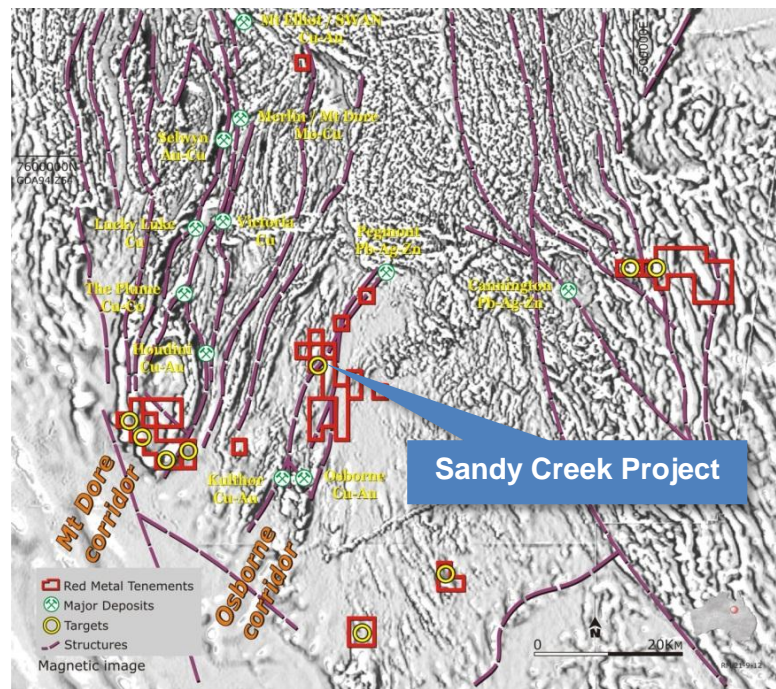 Mt Elliot / SWAN
Cu-Au
500000E
Merlin / Mt Dore
Mo-Cu
Selwyn
Au-Cu
7600000N
GDA94 Z54
Lucky Luke
Cu
Victoria
Cu
Pegmont
Pb-Ag-Zn
The Plume
Cu-Co
Cannington
Pb-Ag-Zn
Houdini
Cu-Au
Sandy Creek Project
Kulthor
Cu-Au
Osborne
Cu-Au
Mt Dore
corridor
Osborne
corridor
Red Metal Tenements
Major Deposits
Targets
Structures
Magnetic image
N
0 20KM